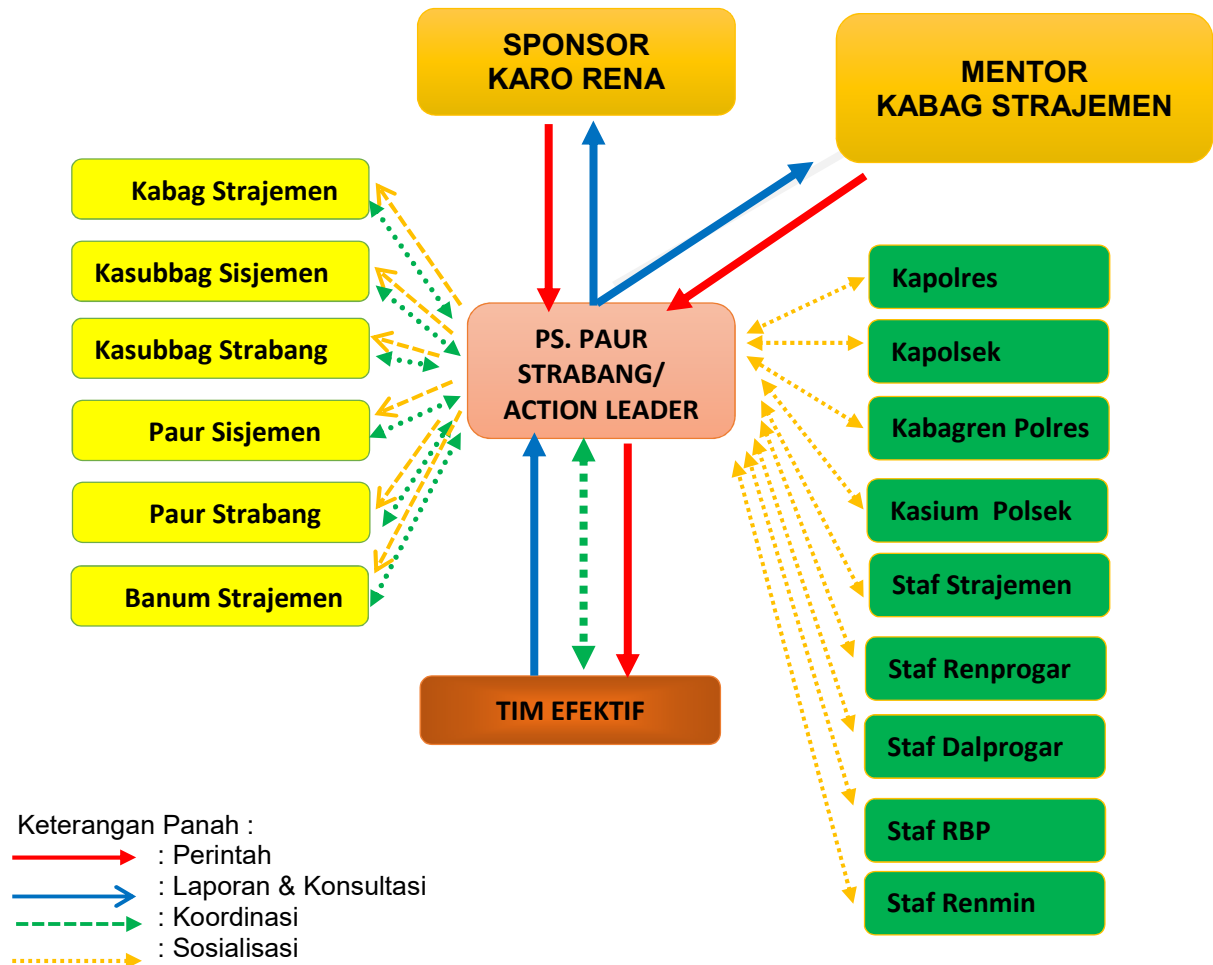 SPONSOR
KARO RENA
MENTOR
KABAG STRAJEMEN
Kabag Strajemen
Kasubbag Sisjemen
Kasubbag Strabang
Paur Sisjemen
Paur Strabang
Banum Strajemen
PS. PAUR
STRABANG/
ACTION LEADER
TIM EFEKTIF
Kapolres
Kapolsek
Kabagren Polres
Kasium Polsek
Staf Strajemen
Staf Renprogar
Staf Dalprogar
Staf RBP
Staf Renmin
Keterangan Panah :
: Perintah
: Laporan & Konsultasi
: Koordinasi
: Sosialisasi